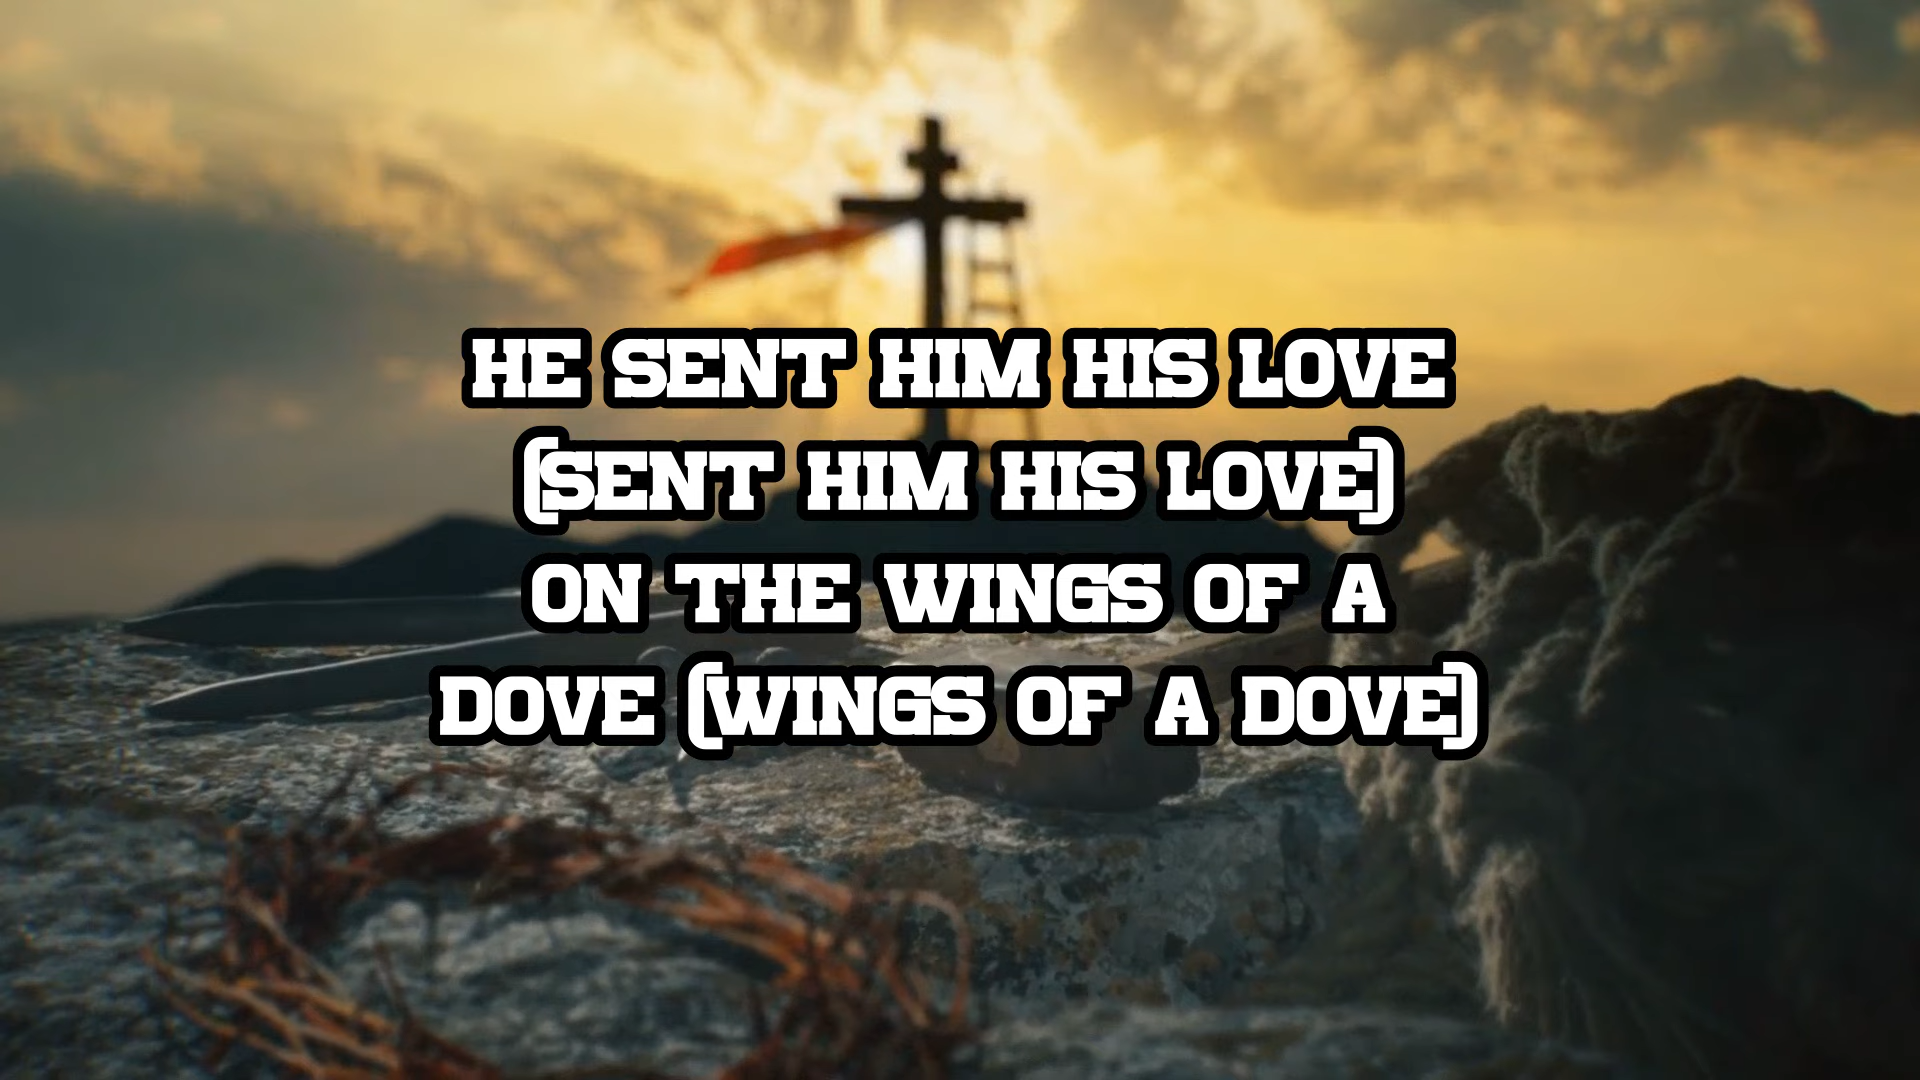 HE SENT HIM HIS LOVE
(SENT HIM HIS LOVE)
ON THE WINGS OF A
DOVE (WINGS OF A DOVE)